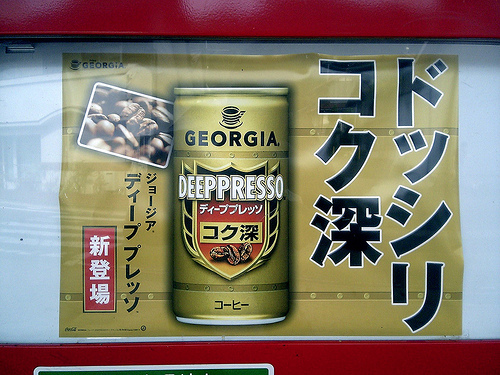 ドッシリ
コク深
GEORGIA
GEORGIA
DEEPPRESSO
ディーププレッソ
コク深
コーヒー
ジョージア
ディーププレッソ
新登場